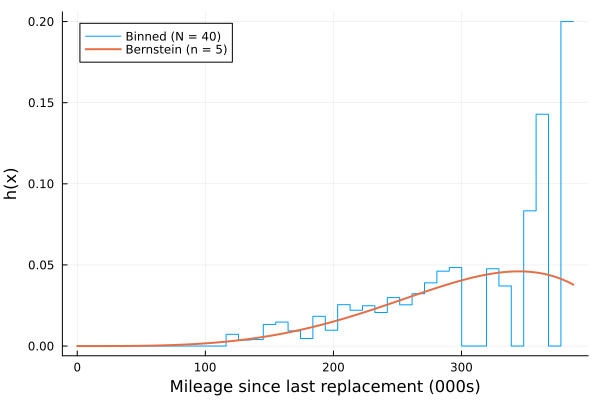 0.20
Binned (N = 40)
Bernstein (n = 5)
0.15
h(x)
0.10
0.05
0.00
0 100 200 300
Mileage since last replacement (000s)